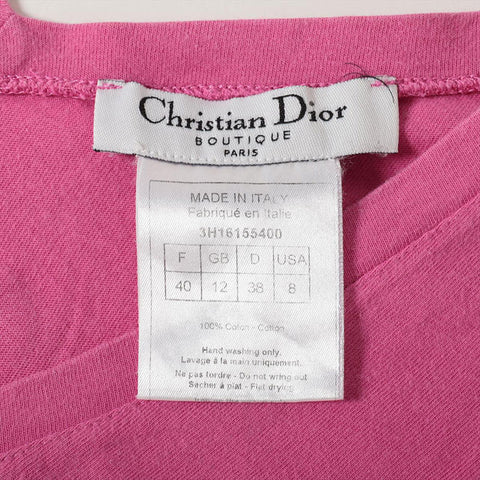 Christian Dior
BOUTIQUE
PARIS
MADE IN ITALY
Fabriqué en Italie
3H16155400
F GB D USA
40 12 38 8
100% Coton - Cotton
Hand washing only.
Lavage à la main uniquement.
Ne pas tordre - Do not wring out
Sécher à plat - Flat drying